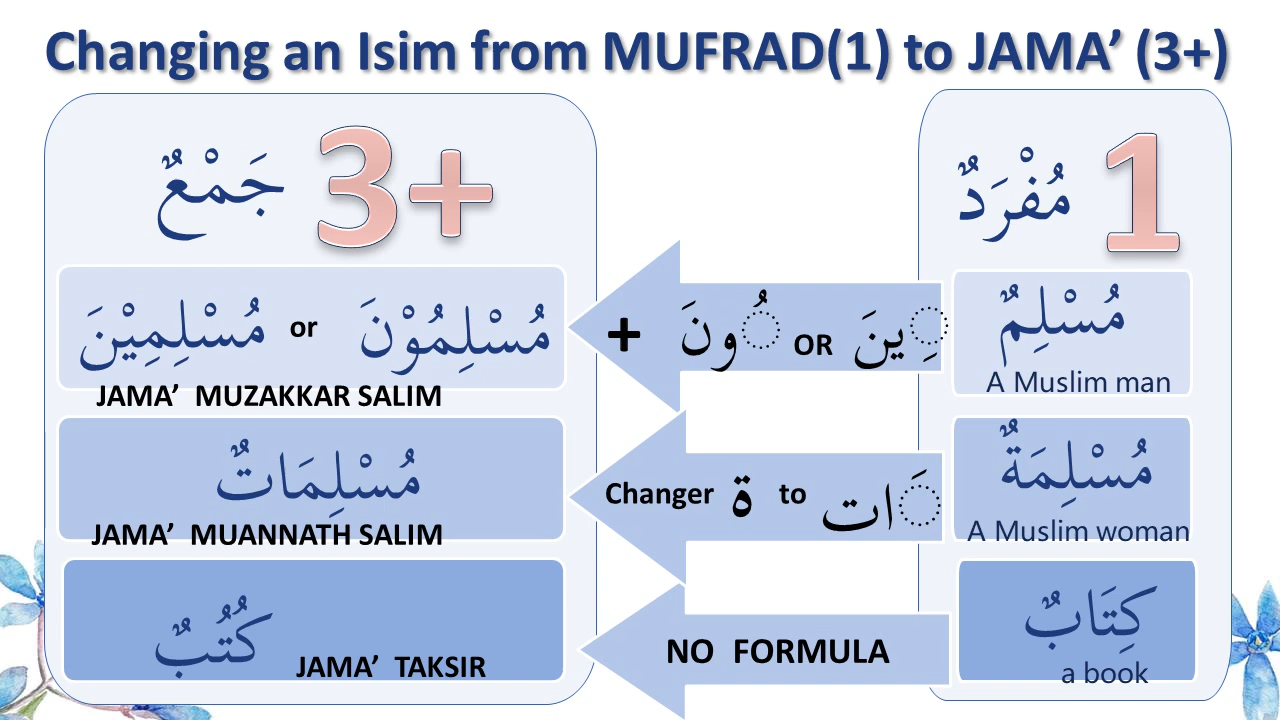 Changing an Isim from MUFRAD(1) to JAMA’ (3+)
مُفْرَدٌ 1
جَمْعٌ 3+
مُسْلِمٌ
A Muslim man
+ ُونَ OR ِينَ
مُسْلِمُوْنَ or مُسْلِمِيْنَ
JAMA’ MUZAKKAR SALIM
مُسْلِمَةٌ
A Muslim woman
Changer ة to َات
مُسْلِمَاتٌ
JAMA’ MUANNATH SALIM
كِتَابٌ
a book
NO FORMULA
كُتُبٌ
JAMA’ TAKSIR